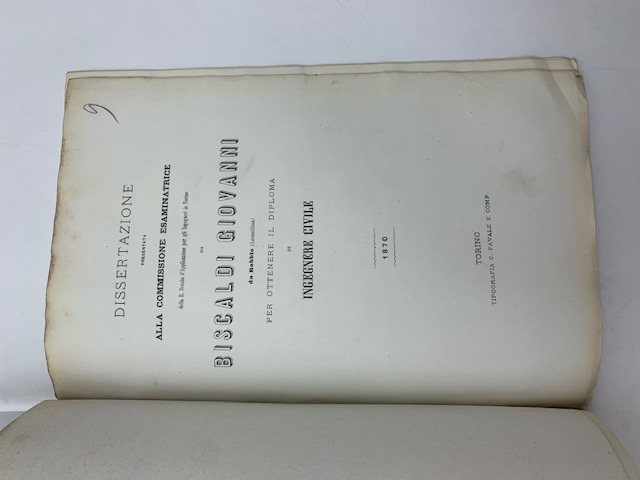 9
DISSERTAZIONE
PRESENTATA
ALLA COMMISSIONE ESAMINATRICE
della R. Scuola d'Applicazione per gli Ingegneri in Torino
DA
BISCALDI GIOVANNI
da Robbio (Lomellina)
PER OTTENERE IL DIPLOMA
DI
INGEGNERE CIVILE
1870
TORINO
TIPOGRAFIA C. FAVALE E COMP.